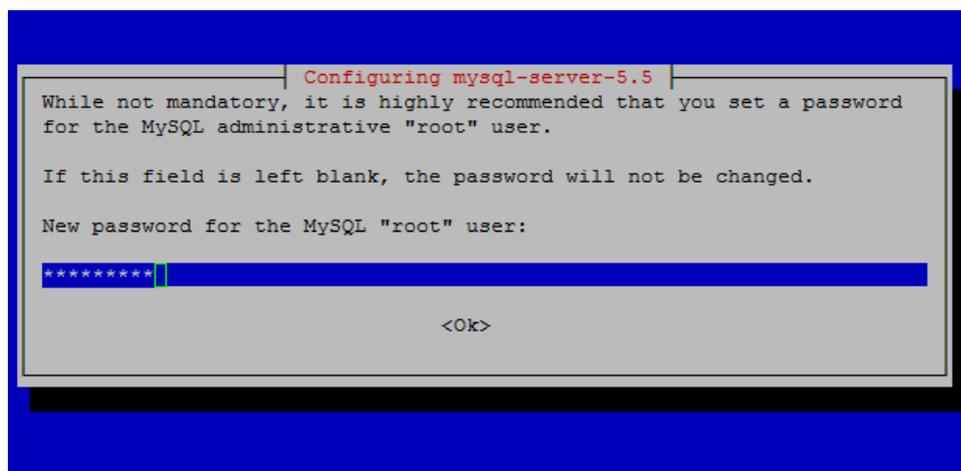 Configuring mysql-server-5.5
While not mandatory, it is highly recommended that you set a password
for the MySQL administrative "root" user.
If this field is left blank, the password will not be changed.
New password for the MySQL "root" user:
*********
<Ok>